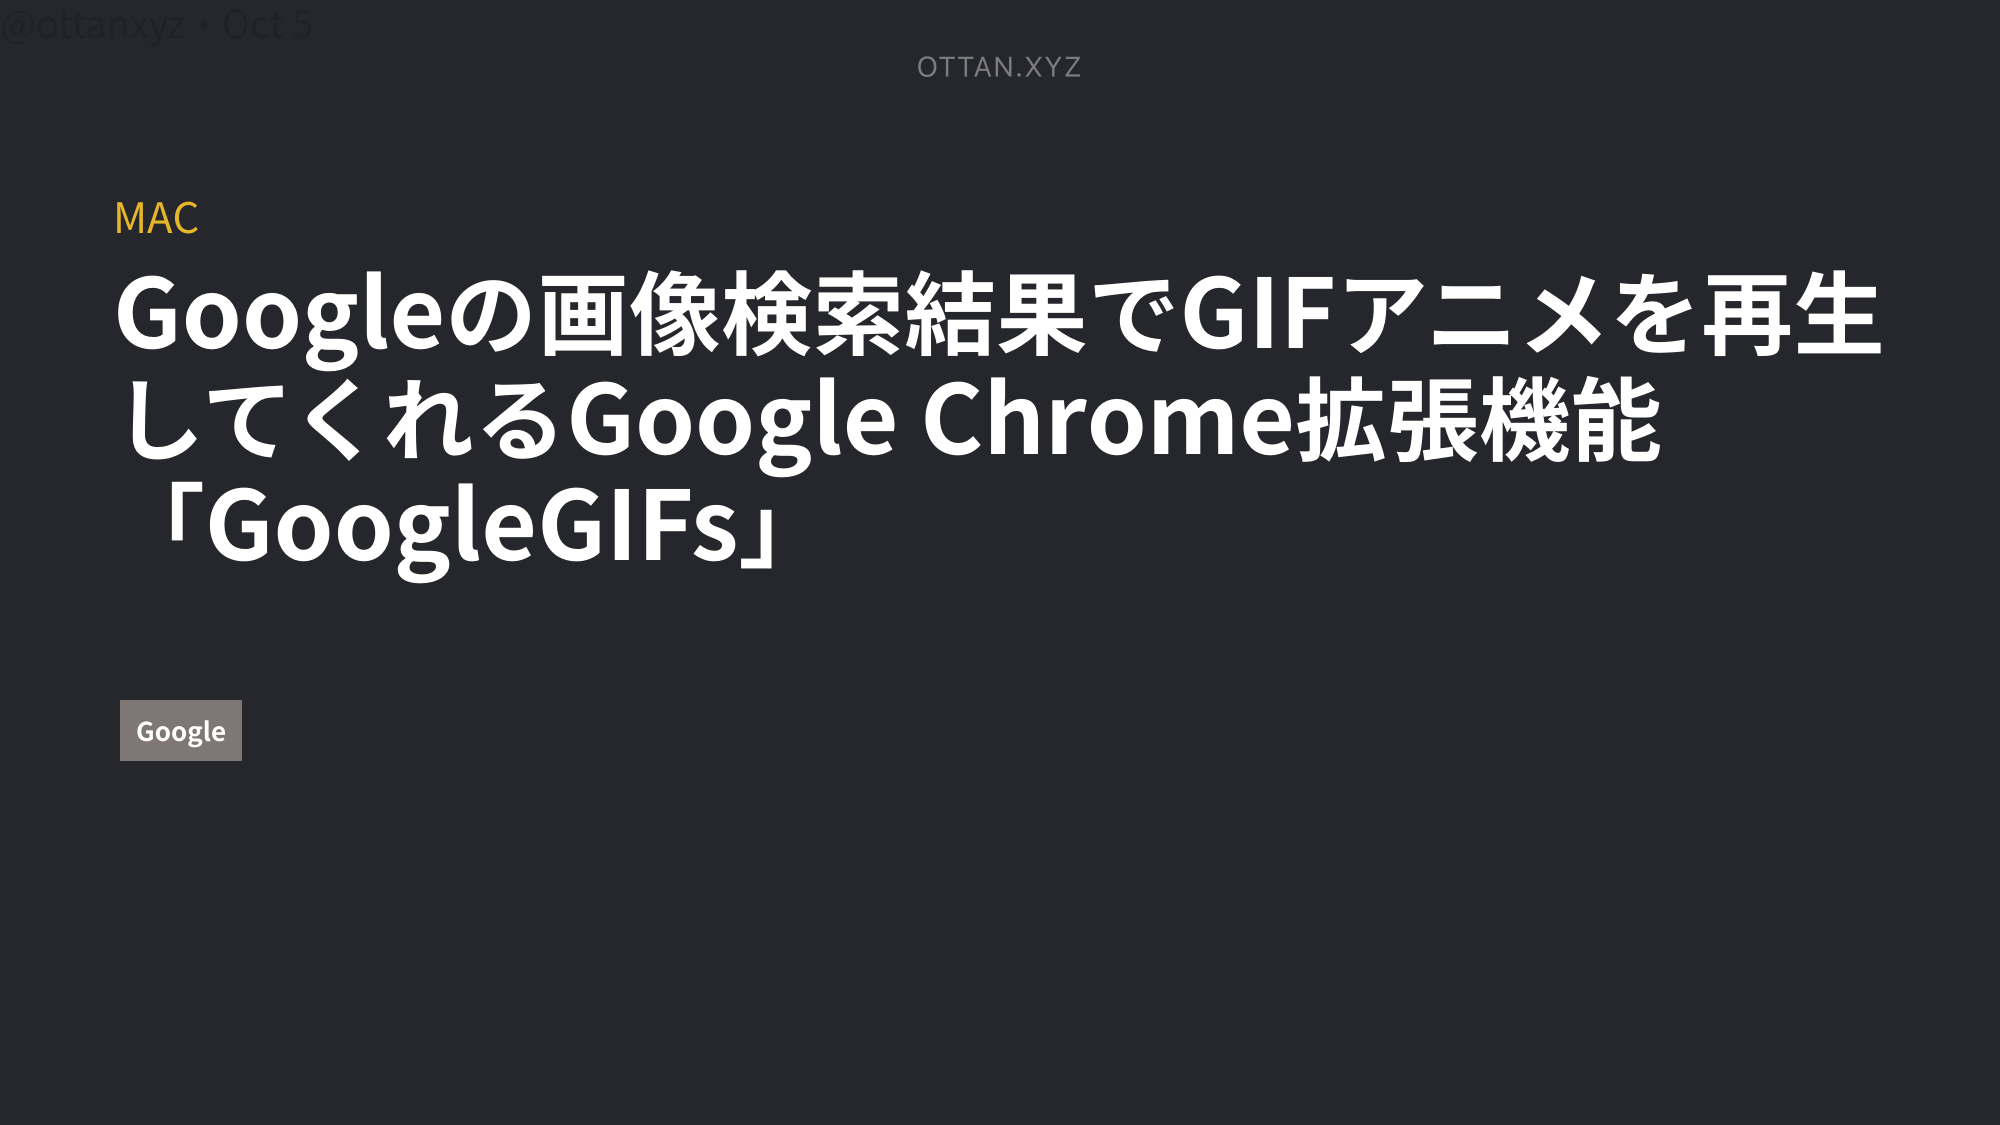 @ottanxyz・Oct 5
OTTAN.XYZ
MAC
Googleの画像検索結果でGIFアニメを再生
してくれるGoogle Chrome拡張機能
「GoogleGIFs」
Google